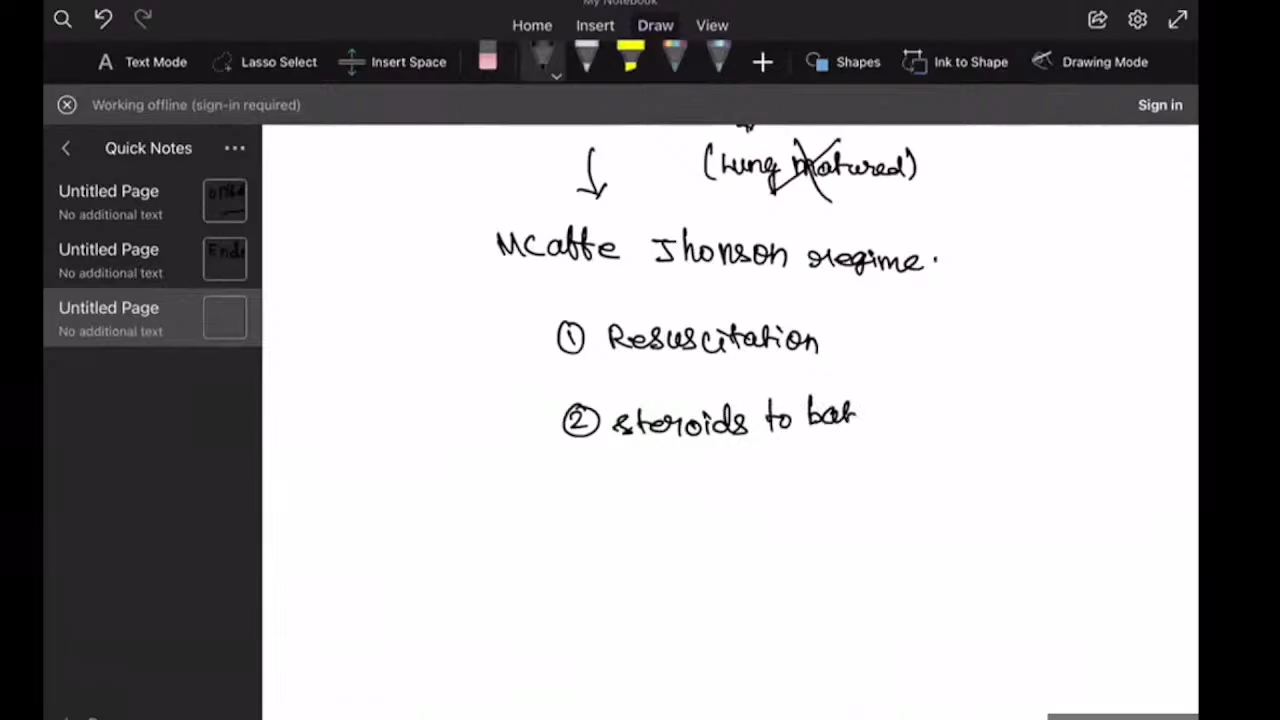 My Notebook
Home Insert Draw View
Text Mode Lasso Select Insert Space Shapes Ink to Shape Drawing Mode
Working offline (sign-in required) Sign in
Quick Notes
Untitled Page
No additional text
Untitled Page
No additional text
Untitled Page
No additional text
(Lung matured)
Mcaffe Jhonson regime.
① Resuscitation
② steroids to bab